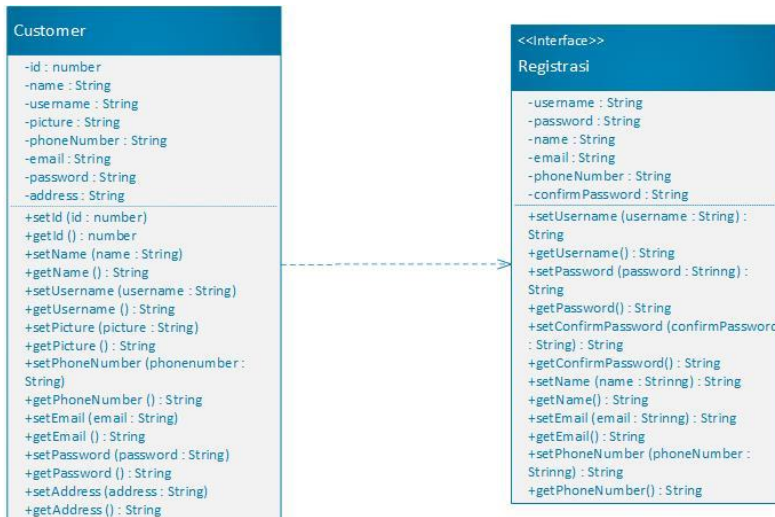 Customer
-id : number
-name : String
-username : String
-picture : String
-phoneNumber : String
-email : String
-password : String
-address : String
+setId (id : number)
+getId () : number
+setName (name : String)
+getName () : String
+setUsername (username : String)
+getUsername () : String
+setPicture (picture : String)
+getPicture () : String
+setPhoneNumber (phonenumber :
String)
+getPhoneNumber () : String
+setEmail (email : String)
+getEmail () : String
+setPassword (password : String)
+getPassword () : String
+setAddress (address : String)
+getAddress () : String
<<Interface>>
Registrasi
-username : String
-password : String
-name : String
-email : String
-phoneNumber : String
-confirmPassword : String
+setUsername (username : String) :
String
+getUsername() : String
+setPassword (password : Strinng) :
String
+getPassword() : String
+setConfirmPassword (confirmPassword
: String) : String
+getConfirmPassword() : String
+setName (name : Strinng) : String
+getName() : String
+setEmail (email : Strinng) : String
+getEmail() : String
+setPhoneNumber (phoneNumber :
Strinng) : String
+getPhoneNumber() : String